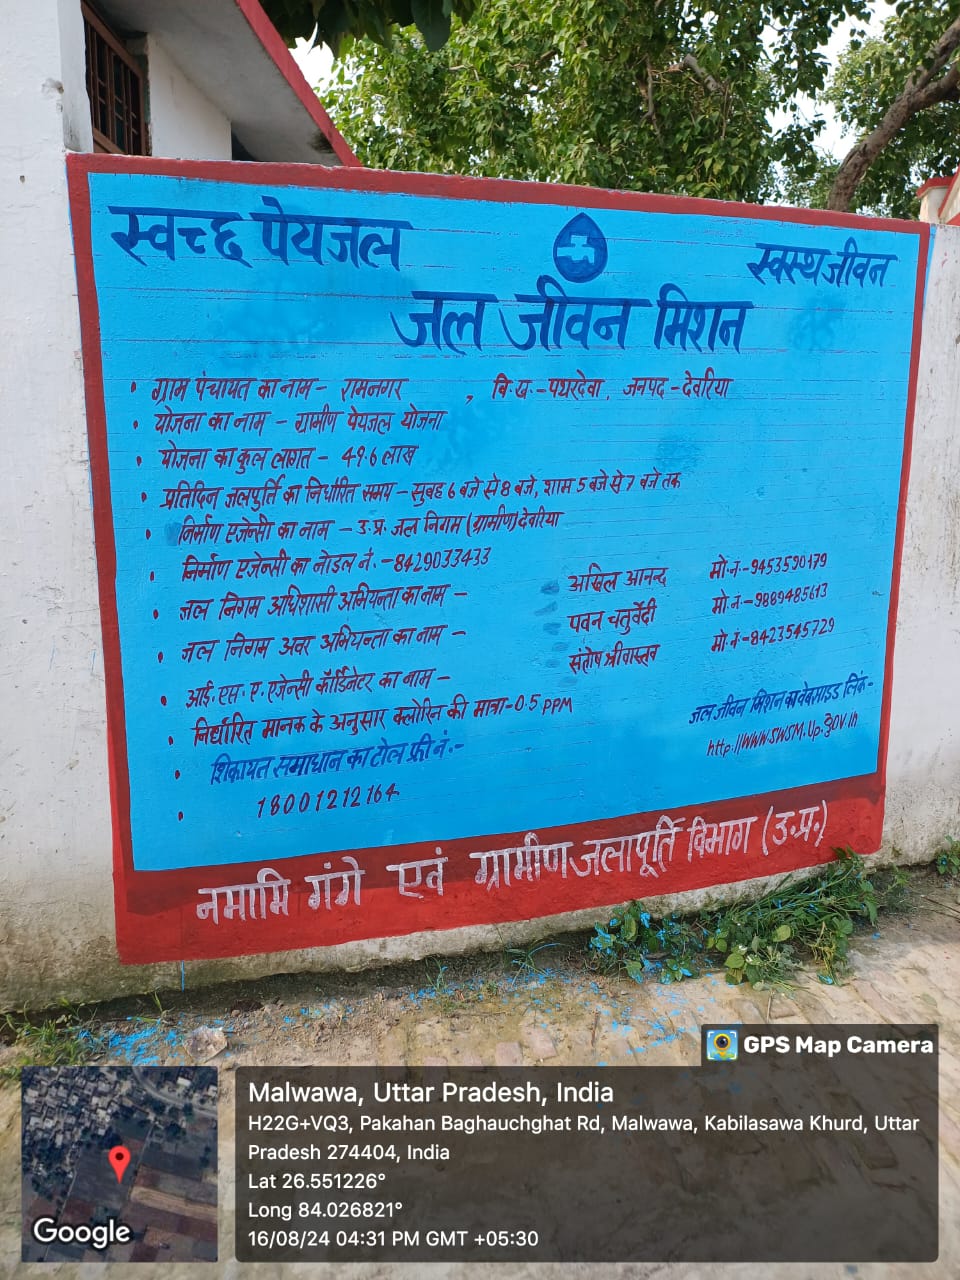 स्वच्छ पेयजल
स्वस्थ जीवन
जल जीवन मिशन
• ग्राम पंचायत का नाम - रामनगर , बि.ख.-पथरदेवा, जनपद - देवरिया
• योजना का नाम - ग्रामीण पेयजल योजना
• योजना का कुल लागत - 49.6 लाख
• प्रतिदिन जलपुर्ति का निर्धारित समय - सुबह 6 बजे से 8 बजे, शाम 5 बजे से 7 बजे तक
• निर्माण एजेन्सी का नाम - उ.प्र. जल निगम (ग्रामीण) देवरिया
• निर्माण एजेन्सी का नोडल नं.-8429033433
• जल निगम अधिशासी अभियन्ता का नाम - अखिल आनन्द मो.नं.-9453590179
• जल निगम अवर अभियन्ता का नाम - पवन चतुर्वेदी मो.नं.-9889485613
• आई.एस.ए. एजेन्सी कॉर्डिनेटर का नाम - संतोष श्रीवास्तव मो.नं-8423545729
• निर्धारित मानक के अनुसार क्लोरिन की मात्रा-0.5 PPM
• शिकायत समाधान का टोल फ्री नं.-
• 18001212164
जल जीवन मिशन का वेबसाइड लिंक-
http://www.swsm.up.gov.in
नमामि गंगे एवं ग्रामीण जलापूर्ति विभाग (उ.प्र.)
GPS Map Camera
Malwawa, Uttar Pradesh, India
H22G+VQ3, Pakahan Baghauchghat Rd, Malwawa, Kabilasawa Khurd, Uttar
Pradesh 274404, India
Lat 26.551226°
Long 84.026821°
16/08/24 04:31 PM GMT +05:30
Google